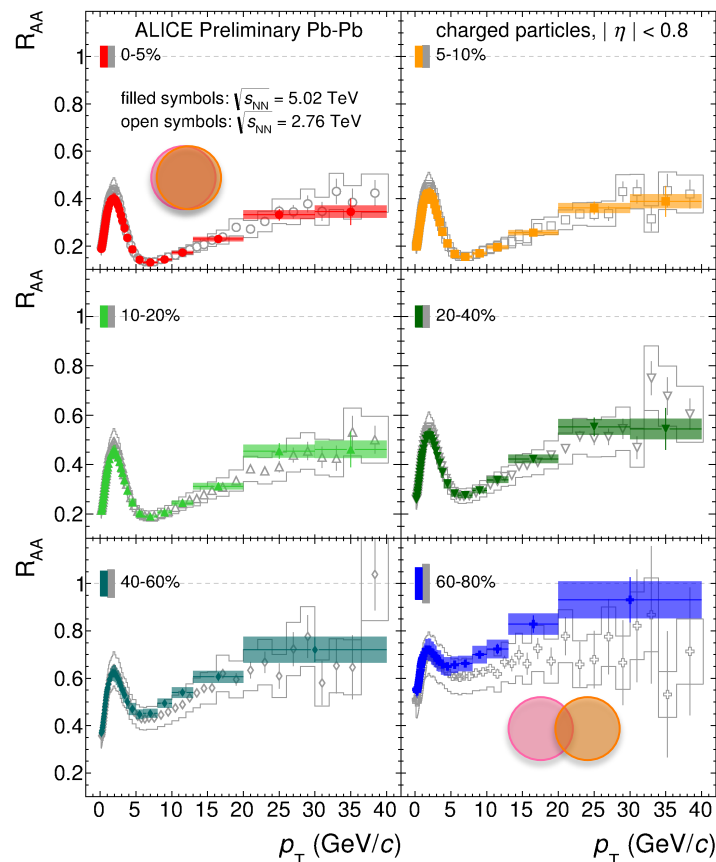 ALICE Preliminary Pb-Pb
charged particles, | η | < 0.8
R_AA
1
0.8
0.6
0.4
0.2
0-5%
filled symbols: √s_NN = 5.02 TeV
open symbols: √s_NN = 2.76 TeV
5-10%
R_AA
1
0.8
0.6
0.4
0.2
10-20%
20-40%
R_AA
1
0.8
0.6
0.4
0.2
40-60%
60-80%
0 5 10 15 20 25 30 35 40
0 5 10 15 20 25 30 35 40
p_T (GeV/c)
p_T (GeV/c)